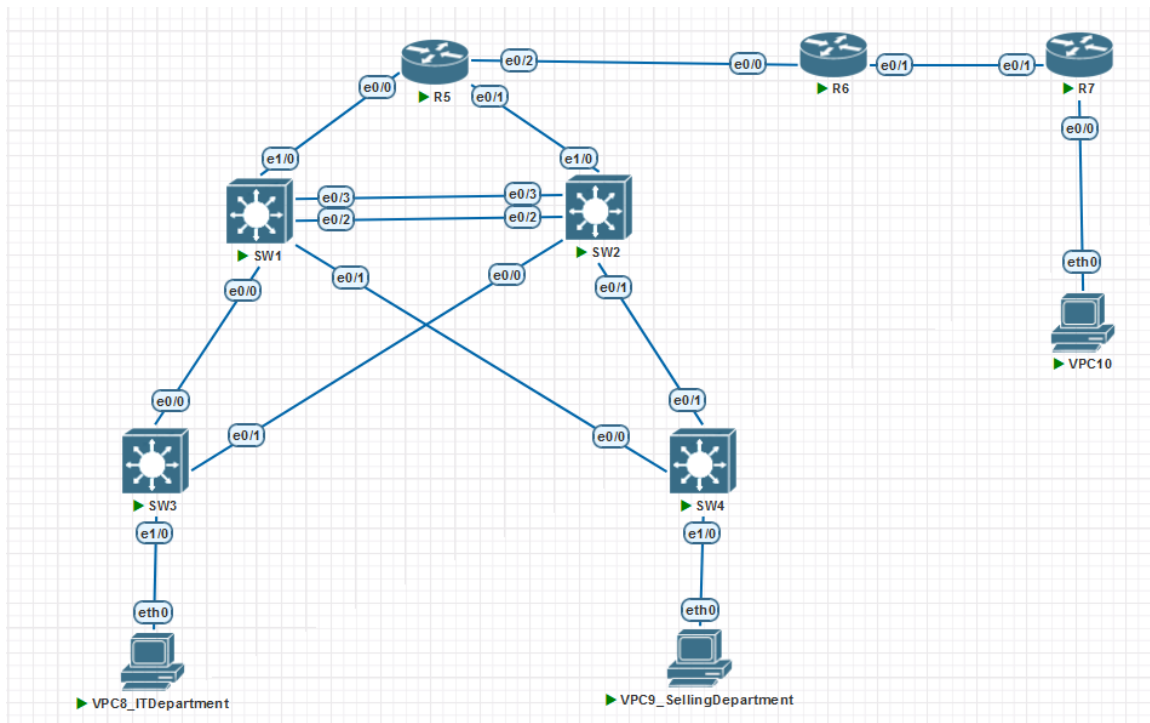 e0/2
e0/0
e0/1
e0/1
e0/0
R5
e0/1
R6
R7
e0/0
e1/0
e1/0
e0/3
e0/3
e0/2
e0/2
SW1
SW2
e0/0
e0/1
e0/0
e0/1
eth0
VPC10
e0/0
e0/1
e0/1
e0/0
SW3
SW4
e1/0
e1/0
eth0
eth0
VPC8_ITDepartment
VPC9_SellingDepartment